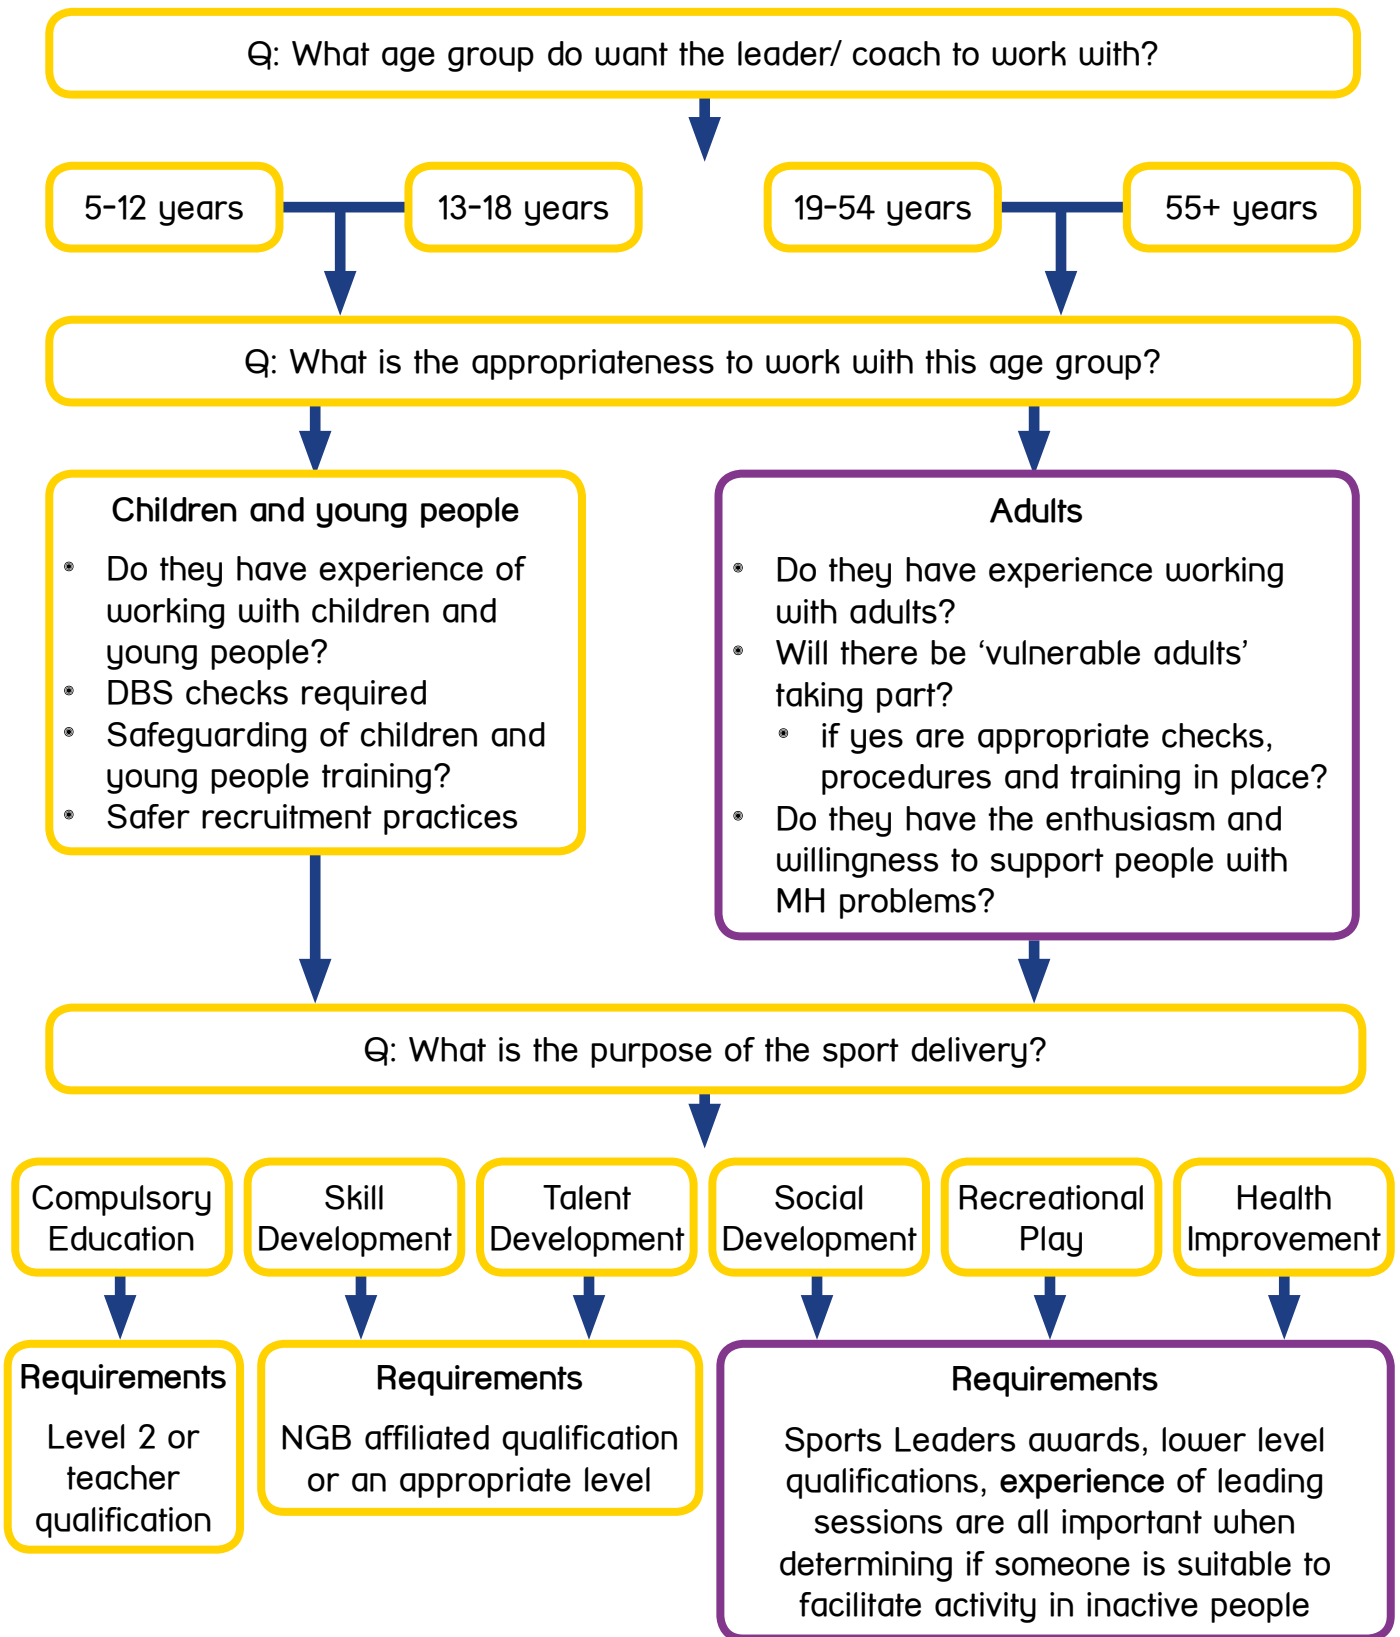 Q: What age group do want the leader/ coach to work with?
5-12 years
13-18 years
19-54 years
55+ years
Q: What is the appropriateness to work with this age group?
Children and young people
Do they have experience of
working with children and
young people?
DBS checks required
Safeguarding of children and
young people training?
Safer recruitment practices
Adults
Do they have experience working
with adults?
Will there be ‘vulnerable adults’
taking part?
if yes are appropriate checks,
procedures and training in place?
Do they have the enthusiasm and
willingness to support people with
MH problems?
Q: What is the purpose of the sport delivery?
Compulsory
Education
Skill
Development
Talent
Development
Social
Development
Recreational
Play
Health
Improvement
Requirements
Level 2 or
teacher
qualification
Requirements
NGB affiliated qualification
or an appropriate level
Requirements
Sports Leaders awards, lower level
qualifications, experience of leading
sessions are all important when
determining if someone is suitable to
facilitate activity in inactive people